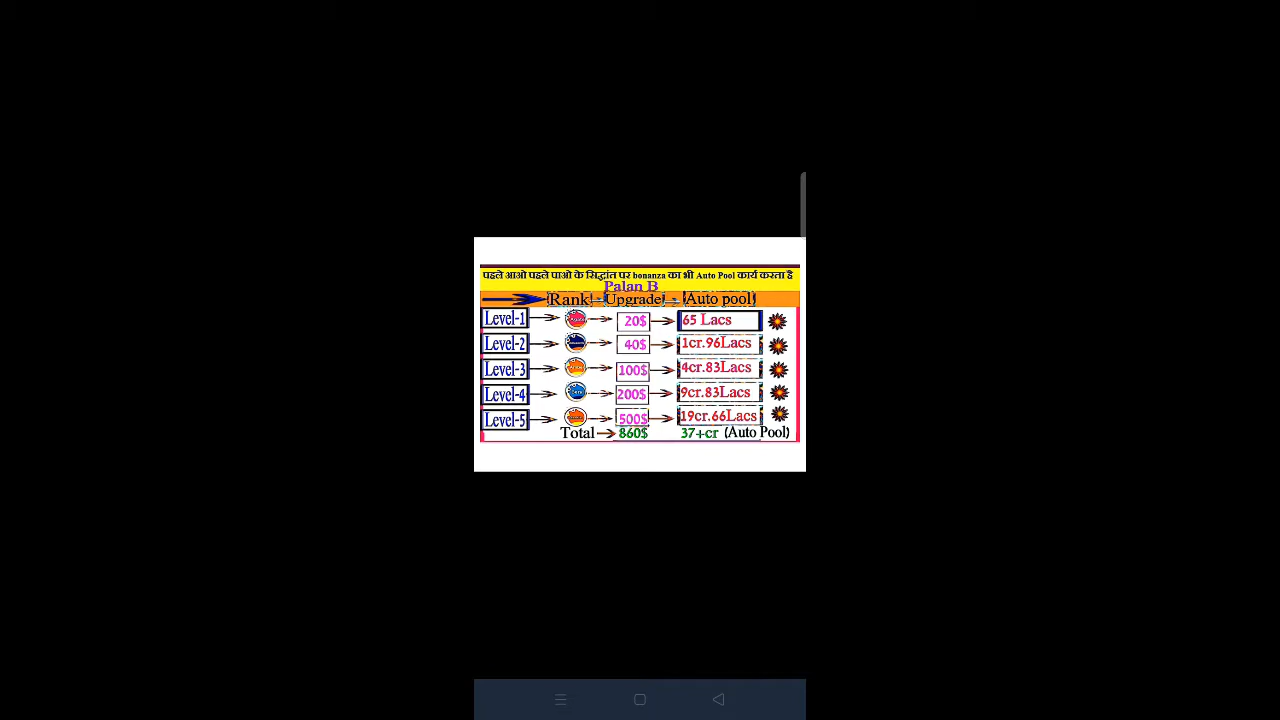 पहले आओ पहले पाओ के सिद्धांत पर bonanza का भी Auto Pool कार्य करता है
Palan B
Rank Upgrade Auto pool
Level-1 20$ 65 Lacs
Level-2 40$ 1cr.96Lacs
Level-3 100$ 4cr.83Lacs
Level-4 200$ 9cr.83Lacs
Level-5 500$ 19cr.66Lacs
Total 860$ 37+cr (Auto Pool)